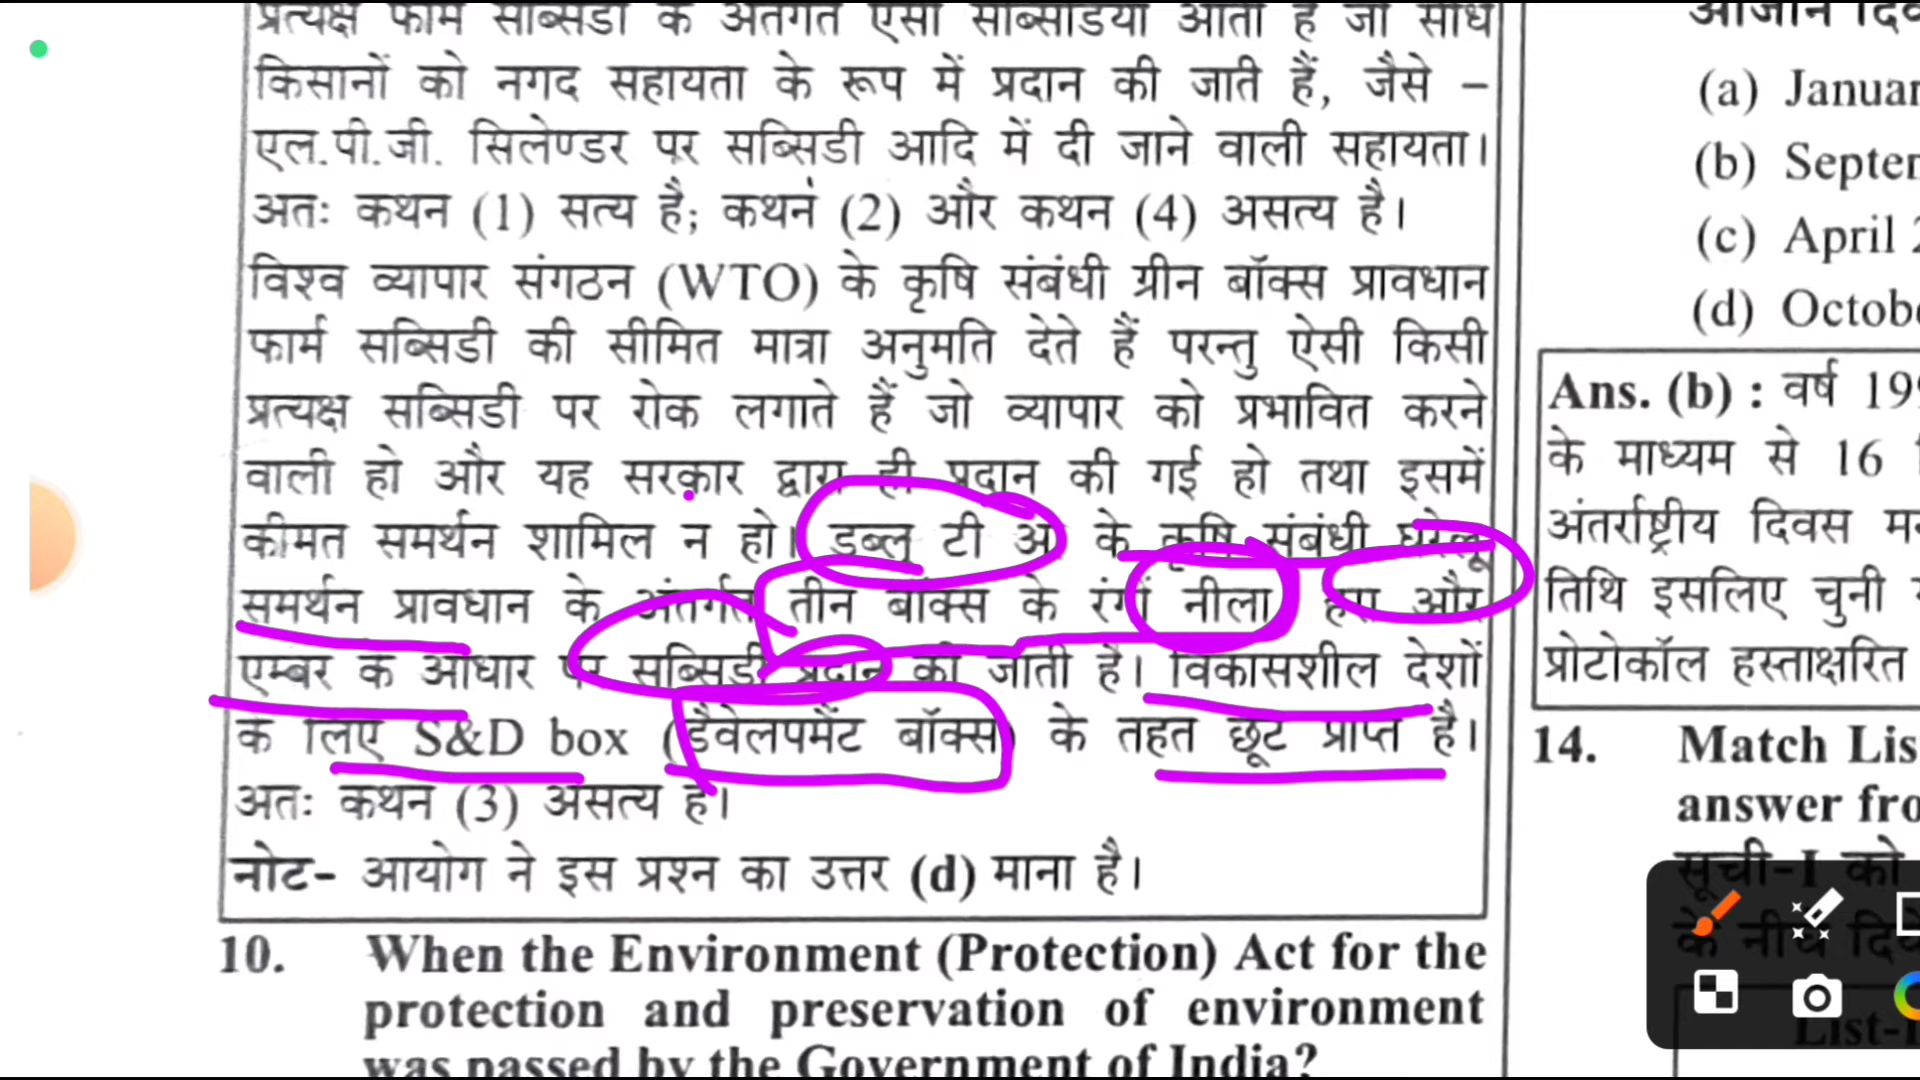 प्रत्यक्ष फार्म सब्सिडी के अंतर्गत ऐसी सब्सिडियाँ आती हैं जो सीधे
किसानों को नगद सहायता के रूप में प्रदान की जाती हैं, जैसे –
एल.पी.जी. सिलेण्डर पर सब्सिडी आदि में दी जाने वाली सहायता।
अतः कथन (1) सत्य है; कथन (2) और कथन (4) असत्य है।
विश्व व्यापार संगठन (WTO) के कृषि संबंधी ग्रीन बॉक्स प्रावधान
फार्म सब्सिडी की सीमित मात्रा अनुमति देते हैं परन्तु ऐसी किसी
प्रत्यक्ष सब्सिडी पर रोक लगाते हैं जो व्यापार को प्रभावित करने
वाली हो और यह सरकार द्वारा ही प्रदान की गई हो तथा इसमें
कीमत समर्थन शामिल न हो। डब्लू टी अ के कृषि संबंधी घरेलू
समर्थन प्रावधान के अंतर्गत तीन बॉक्स के रंगों नीला हरा और
एम्बर के आधार पर सब्सिडी प्रदान की जाती है। विकासशील देशों
के लिए S&D box (डैवेलपमैंट बॉक्स) के तहत छूट प्राप्त है।
अतः कथन (3) असत्य है।
नोट– आयोग ने इस प्रश्न का उत्तर (d) माना है।
10. When the Environment (Protection) Act for the
protection and preservation of environment
was passed by the Government of India?
(a)
(b)
(c) April
(d)
Ans. (b) : वर्ष
के माध्यम से 16
अंतर्राष्ट्रीय दिवस
तिथि इसलिए चुनी
प्रोटोकॉल हस्ताक्षरित
14. Match
answer
सूची-I को
के नीचे